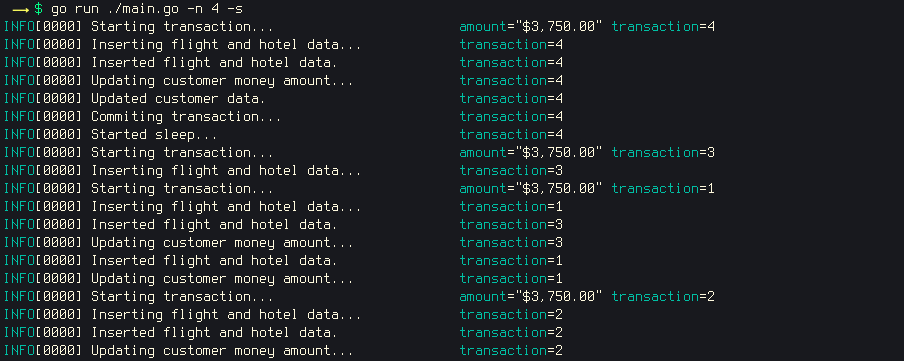 →$ go run ./main.go -n 4 -s
INFO[0000] Starting transaction... amount="$3,750.00" transaction=4
INFO[0000] Inserting flight and hotel data... transaction=4
INFO[0000] Inserted flight and hotel data. transaction=4
INFO[0000] Updating customer money amount... transaction=4
INFO[0000] Updated customer data. transaction=4
INFO[0000] Commiting transaction... transaction=4
INFO[0000] Started sleep... transaction=4
INFO[0000] Starting transaction... amount="$3,750.00" transaction=3
INFO[0000] Inserting flight and hotel data... transaction=3
INFO[0000] Starting transaction... amount="$3,750.00" transaction=1
INFO[0000] Inserting flight and hotel data... transaction=1
INFO[0000] Inserted flight and hotel data. transaction=3
INFO[0000] Updating customer money amount... transaction=3
INFO[0000] Inserted flight and hotel data. transaction=1
INFO[0000] Updating customer money amount... transaction=1
INFO[0000] Starting transaction... amount="$3,750.00" transaction=2
INFO[0000] Inserting flight and hotel data... transaction=2
INFO[0000] Inserted flight and hotel data. transaction=2
INFO[0000] Updating customer money amount... transaction=2